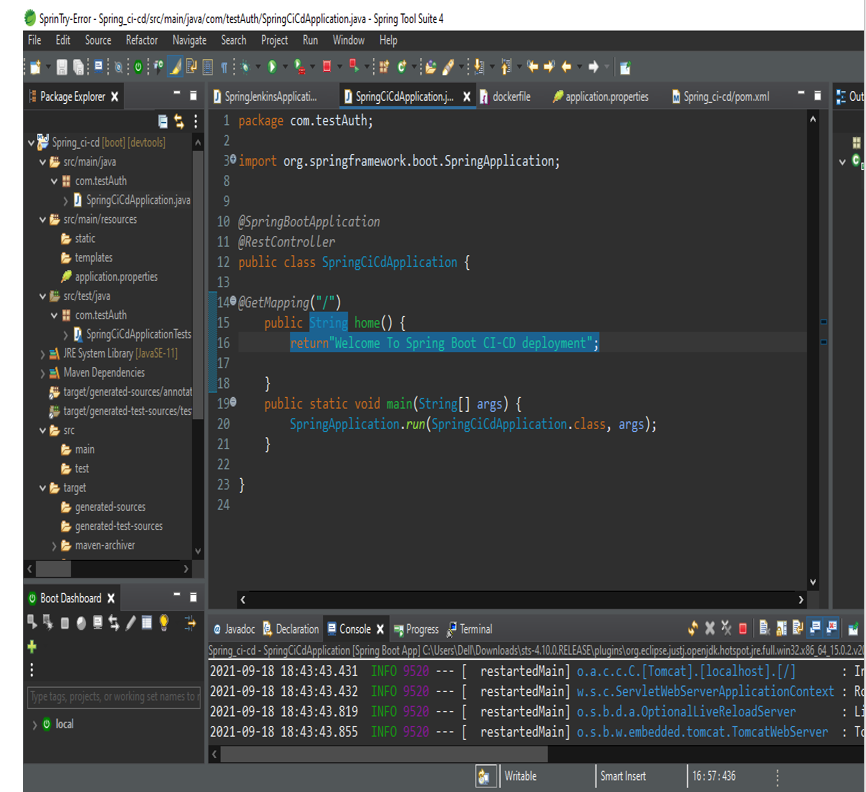 SprinTry-Error - Spring_ci-cd/src/main/java/com/testAuth/SpringCiCdApplication.java - Spring Tool Suite 4
File Edit Source Refactor Navigate Search Project Run Window Help
Package Explorer
Spring_ci-cd [boot] [devtools]
src/main/java
com.testAuth
SpringCiCdApplication.java
src/main/resources
static
templates
application.properties
src/test/java
com.testAuth
SpringCiCdApplicationTests
JRE System Library [JavaSE-11]
Maven Dependencies
target/generated-sources/annotat
target/generated-test-sources/tes
src
main
test
target
generated-sources
generated-test-sources
maven-archiver
SpringJenkinsApplicati... SpringCiCdApplication.j... dockerfile application.properties Spring_ci-cd/pom.xml
1 package com.testAuth;
2
3 import org.springframework.boot.SpringApplication;
8
9
10 @SpringBootApplication
11 @RestController
12 public class SpringCiCdApplication {
13
14 @GetMapping("/")
15 public String home() {
16 return"Welcome To Spring Boot CI-CD deployment";
17
18 }
19 public static void main(String[] args) {
20 SpringApplication.run(SpringCiCdApplication.class, args);
21 }
22
23 }
24
Out
Boot Dashboard
Type tags, projects, or working set names to
local
Javadoc Declaration Console Progress Terminal
Spring_ci-cd - SpringCiCdApplication [Spring Boot App] C:\Users\Dell\Downloads\sts-4.10.0.RELEASE\plugins\org.eclipse.justj.openjdk.hotspot.jre.full.win32.x86_64_15.0.2.v20
2021-09-18 18:43:43.431 INFO 9520 --- [ restartedMain] o.a.c.c.C.[Tomcat].[localhost].[/] : In
2021-09-18 18:43:43.432 INFO 9520 --- [ restartedMain] w.s.c.ServletWebServerApplicationContext : Ro
2021-09-18 18:43:43.819 INFO 9520 --- [ restartedMain] o.s.b.d.a.OptionalLiveReloadServer : Li
2021-09-18 18:43:43.855 INFO 9520 --- [ restartedMain] o.s.b.w.embedded.tomcat.TomcatWebServer : To
Writable Smart Insert 16 : 57 : 436